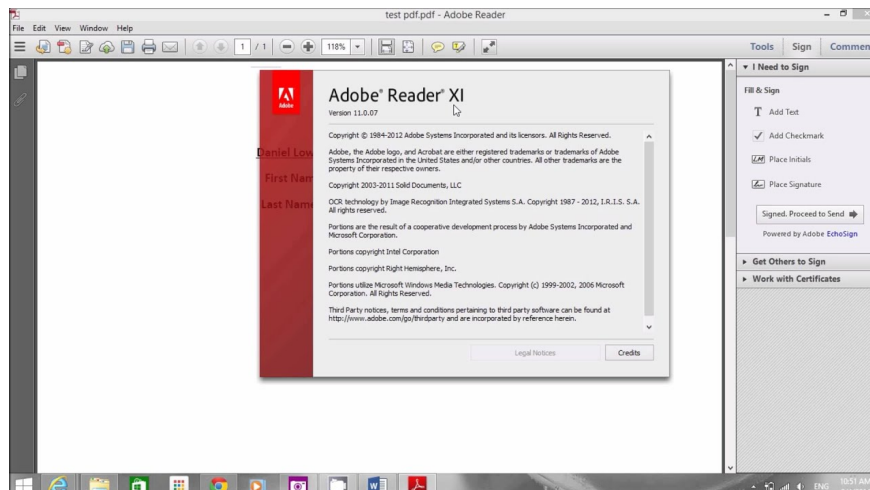 test pdf.pdf - Adobe Reader
File Edit View Window Help
1 / 1 118% Tools Sign Commen
I Need to Sign
Fill & Sign
T Add Text
Add Checkmark
Place Initials
Place Signature
Signed. Proceed to Send
Powered by Adobe EchoSign
Get Others to Sign
Work with Certificates
Daniel Low
First Nam
Last Name
Adobe
Adobe® Reader® XI
Version 11.0.07
Copyright © 1984-2012 Adobe Systems Incorporated and its licensors. All Rights Reserved.
Adobe, the Adobe logo, and Acrobat are either registered trademarks or trademarks of Adobe
Systems Incorporated in the United States and/or other countries. All other trademarks are the
property of their respective owners.
Copyright 2003-2011 Solid Documents, LLC
OCR technology by Image Recognition Integrated Systems S.A. Copyright 1987 - 2012, I.R.I.S. S.A.
All rights reserved.
Portions are the result of a cooperative development process by Adobe Systems Incorporated and
Microsoft Corporation.
Portions copyright Intel Corporation
Portions copyright Right Hemisphere, Inc.
Portions utilize Microsoft Windows Media Technologies. Copyright (c) 1999-2002, 2006 Microsoft
Corporation. All Rights Reserved.
Third Party notices, terms and conditions pertaining to third party software can be found at
http://www.adobe.com/go/thirdparty and are incorporated by reference herein.
Legal Notices Credits
ENG 10:51 AM